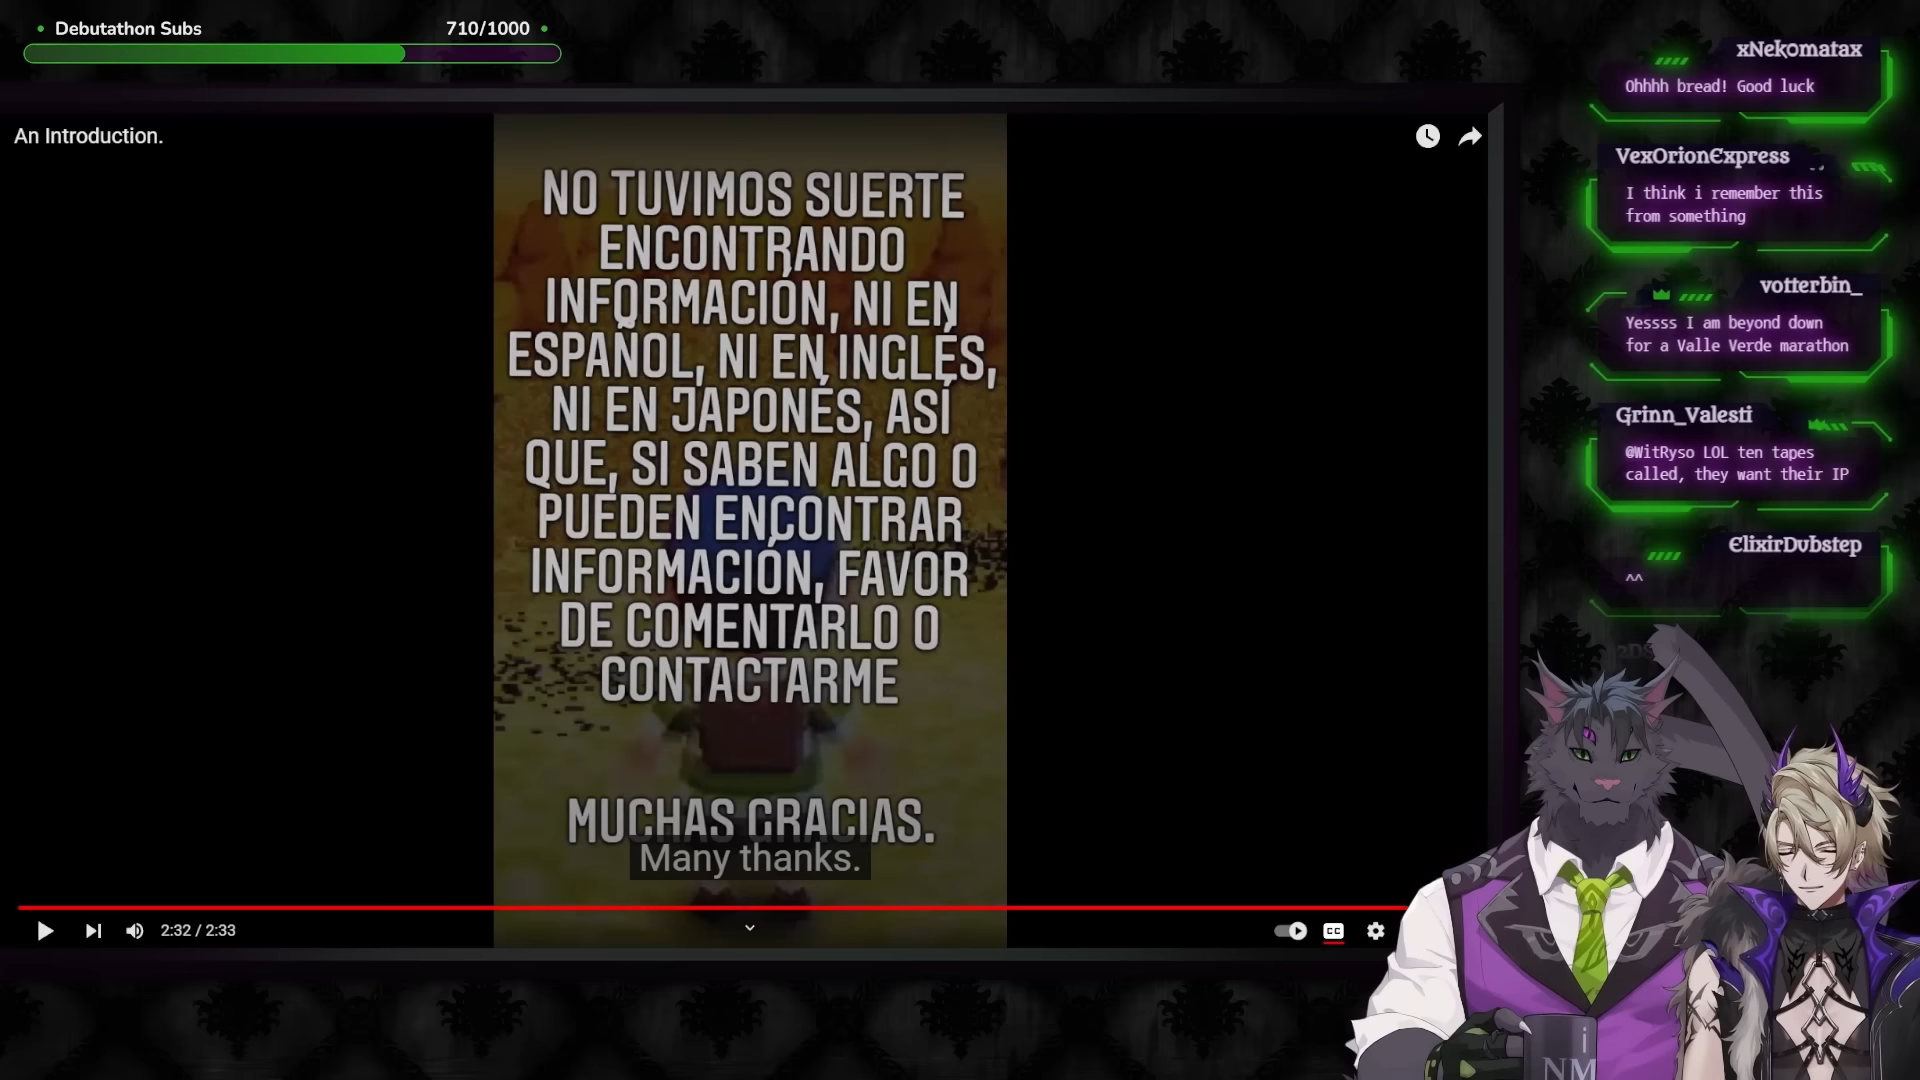 Debutathon Subs
710/1000
An Introduction.
NO TUVIMOS SUERTE
ENCONTRANDO
INFORMACIÓN, NI EN
ESPAÑOL, NI EN INGLÉS,
NI EN JAPONÉS, ASÍ
QUE, SI SABEN ALGO O
PUEDEN ENCONTRAR
INFORMACIÓN, FAVOR
DE COMENTARLO O
CONTACTARME
MUCHAS GRACIAS.
Many thanks.
2:32 / 2:33
CC
xNekomatax
Ohhhh bread! Good luck
VexOrionExpress
I think i remember this
from something
votterbin_
Yessss I am beyond down
for a Valle Verde marathon
Grinn_Valesti
@WitRyso LOL ten tapes
called, they want their IP
ElixirDubstep
^^
i
NM